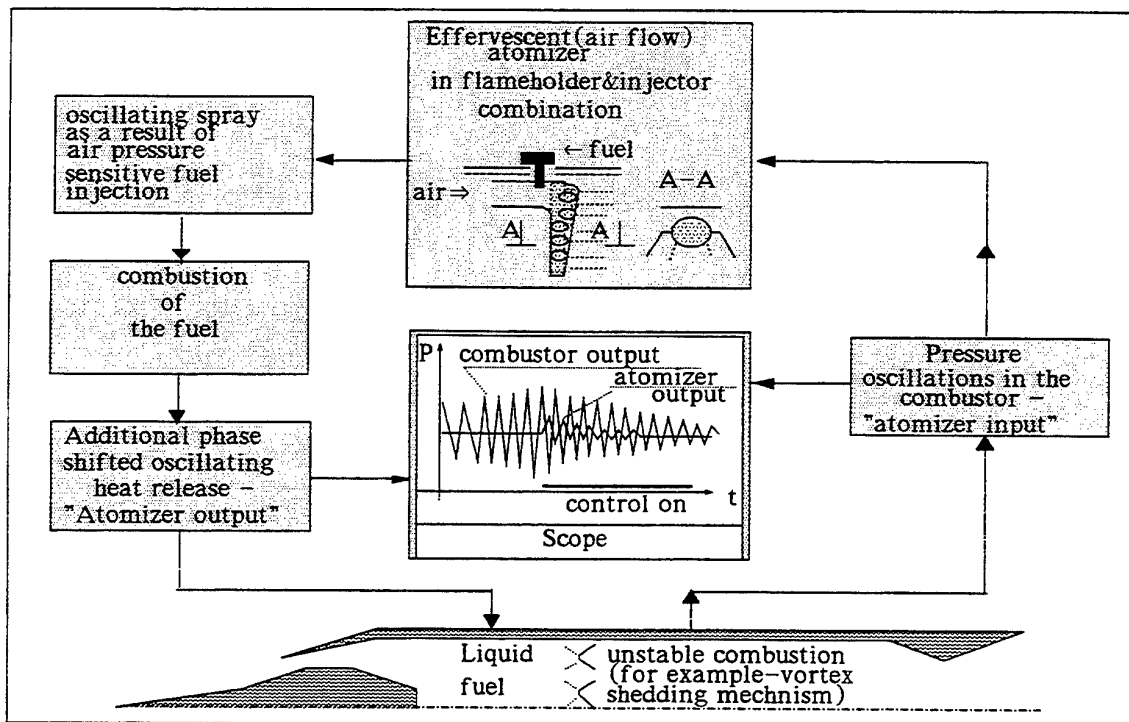 Effervescent(air flow)
atomizer
in flameholder&injector
combination
←fuel
air⇒
A-A
A
A
oscillating spray
as a result of
air pressure
sensitive fuel
injection
combustion
of
the fuel
Additional phase
shifted oscillating
heat release -
"Atomizer output"
P
combustor output
atomizer
output
t
control on
Scope
Pressure
oscillations in the
combustor -
"atomizer input"
Liquid
fuel
unstable combustion
(for example-vortex
shedding mechnism)